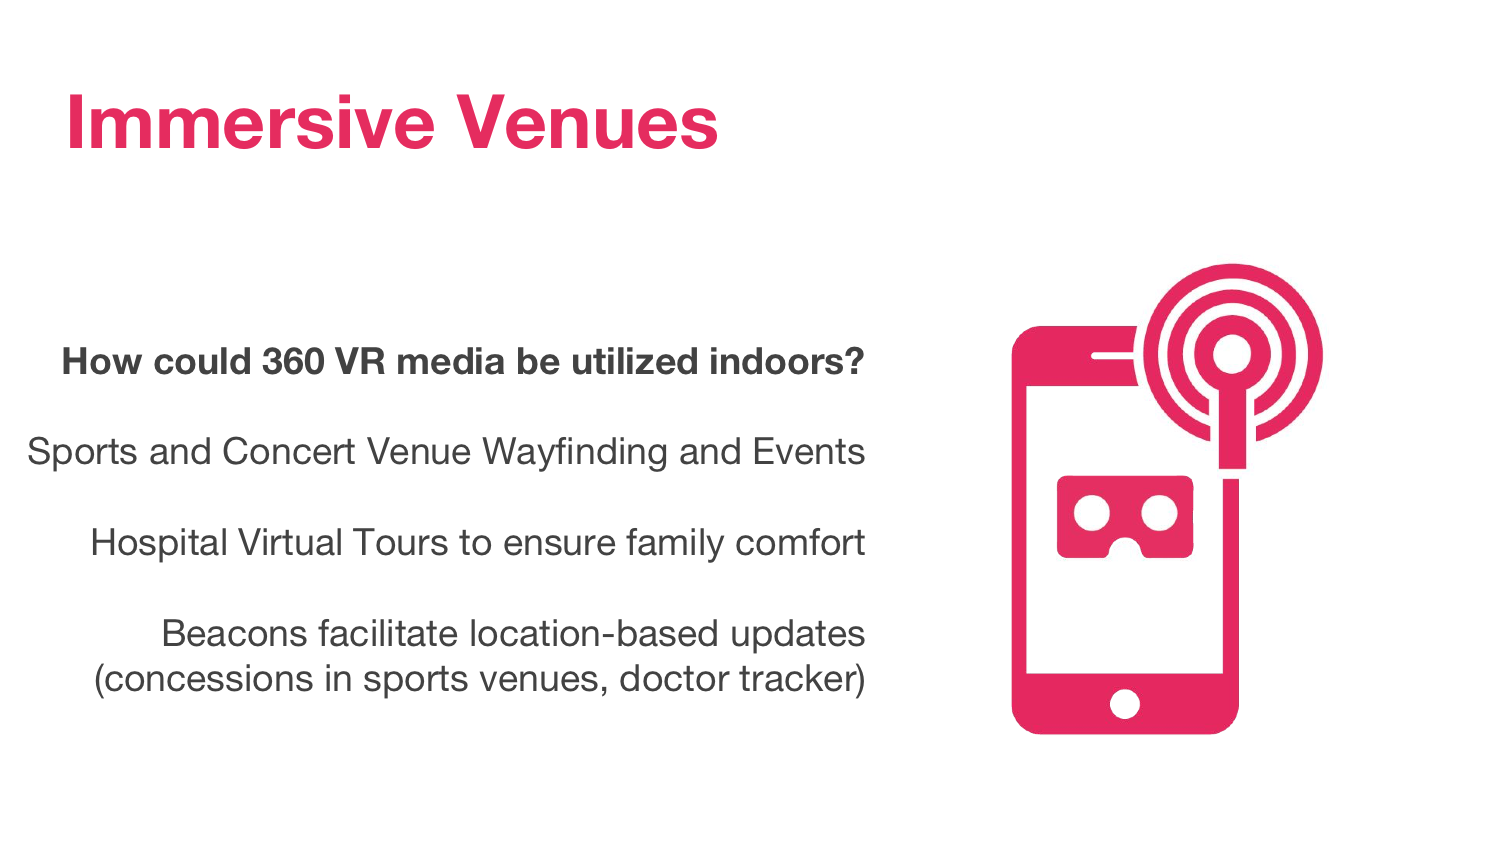 Immersive Venues
How could 360 VR media be utilized indoors?
Sports and Concert Venue Wayfinding and Events
Hospital Virtual Tours to ensure family comfort
Beacons facilitate location-based updates
(concessions in sports venues, doctor tracker)